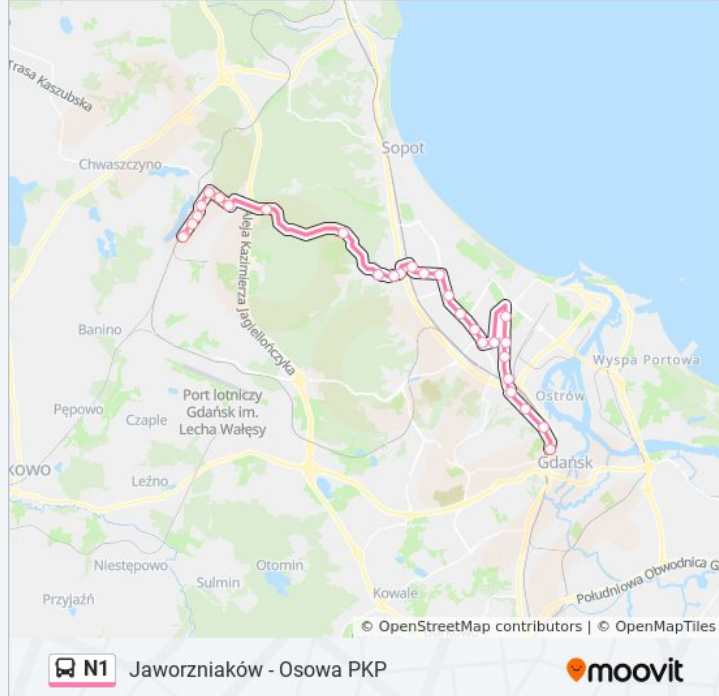 Trasa Kaszubska
Chwaszczyno
Sopot
Aleja Kazimierza Jagiellończyka
Banino
Wyspa Portowa
Port lotniczy
Gdańsk im.
Lecha Wałęsy
Ostrów
Pępowo
Czaple
KOWO
Leźno
Gdańsk
Niestępowo
Otomin
Sulmin
Przyjaźń
Kowale
Południowa Obwodnica G
© OpenStreetMap contributors | © OpenMapTiles
N1 Jaworzniaków - Osowa PKP
moovit